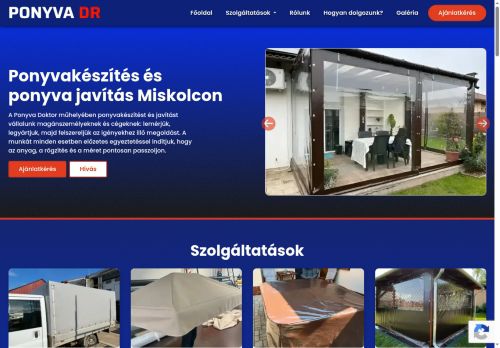 PONYVA DR
Főoldal Szolgáltatások Rólunk Hogyan dolgozunk? Galéria Ajánlatkérés
Ponyvakészítés és
ponyva javítás Miskolcon
A Ponyva Doktor műhelyében ponyvakészítést és javítást
vállalunk magánszemélyeknek és cégeknek: lemérjük,
legyártjuk, majd felszereljük az igényekhez illő megoldást. A
munkát minden esetben előzetes egyeztetéssel indítjuk, hogy
az anyag, a rögzítés és a méret pontosan passzoljon.
Ajánlatkérés Hívás
Szolgáltatások